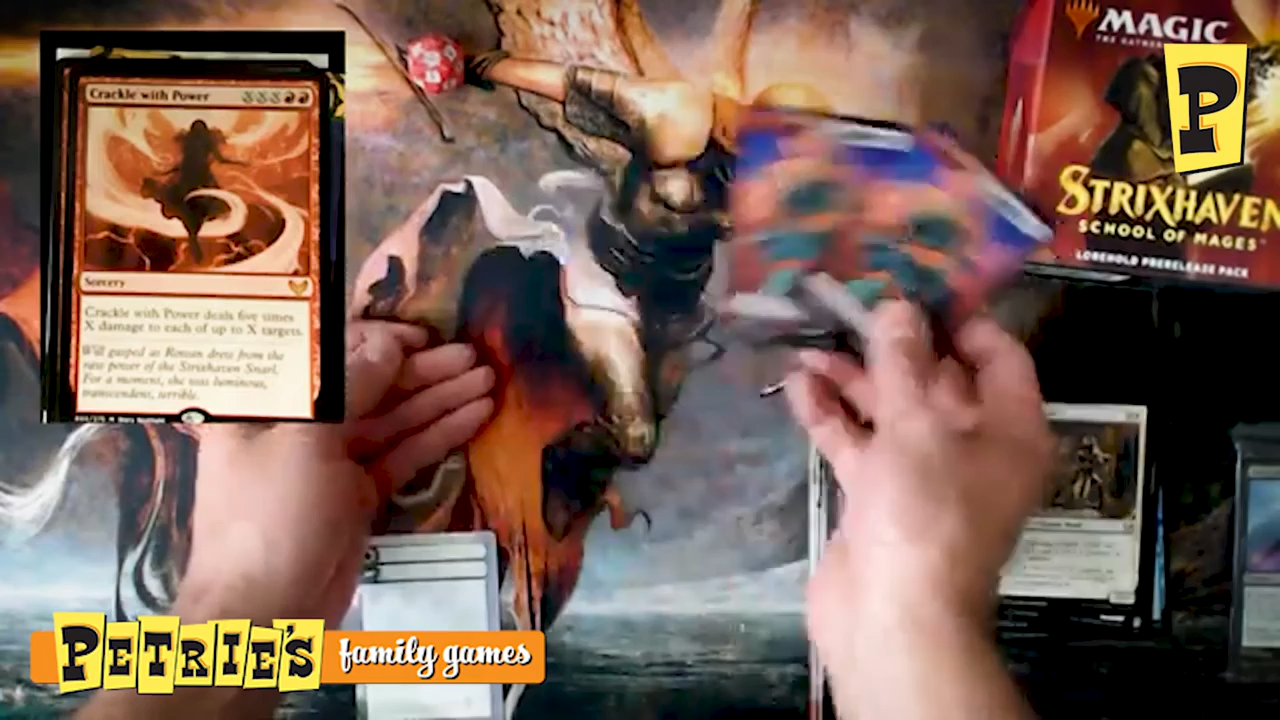 Crackle with Power
Sorcery
Crackle with Power deals five times
X damage to each of up to X targets.
Will gasped as Rowan drew from the
raw power of the Strixhaven Snarl.
For a moment, she was luminous,
transcendent, terrible.
MAGIC
THE GATHERING
P
STRIXHAVEN
SCHOOL OF MAGES
LOREHOLD PRERELEASE PACK
PETRIE'S
family games